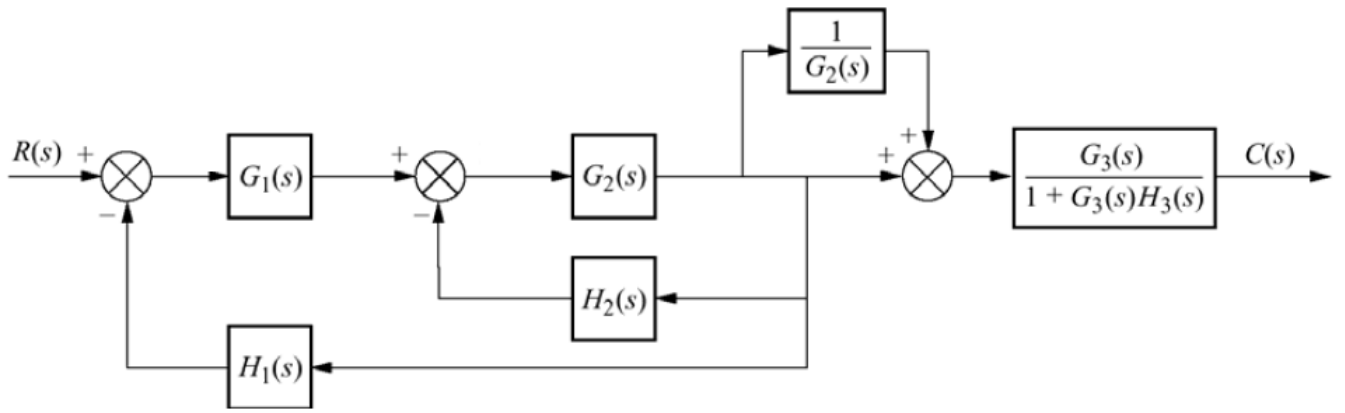 1
G₂(s)
R(s) +
G₁(s)
+
G₂(s)
+
+
G₃(s)
1 + G₃(s)H₃(s)
C(s)
−
−
H₂(s)
H₁(s)